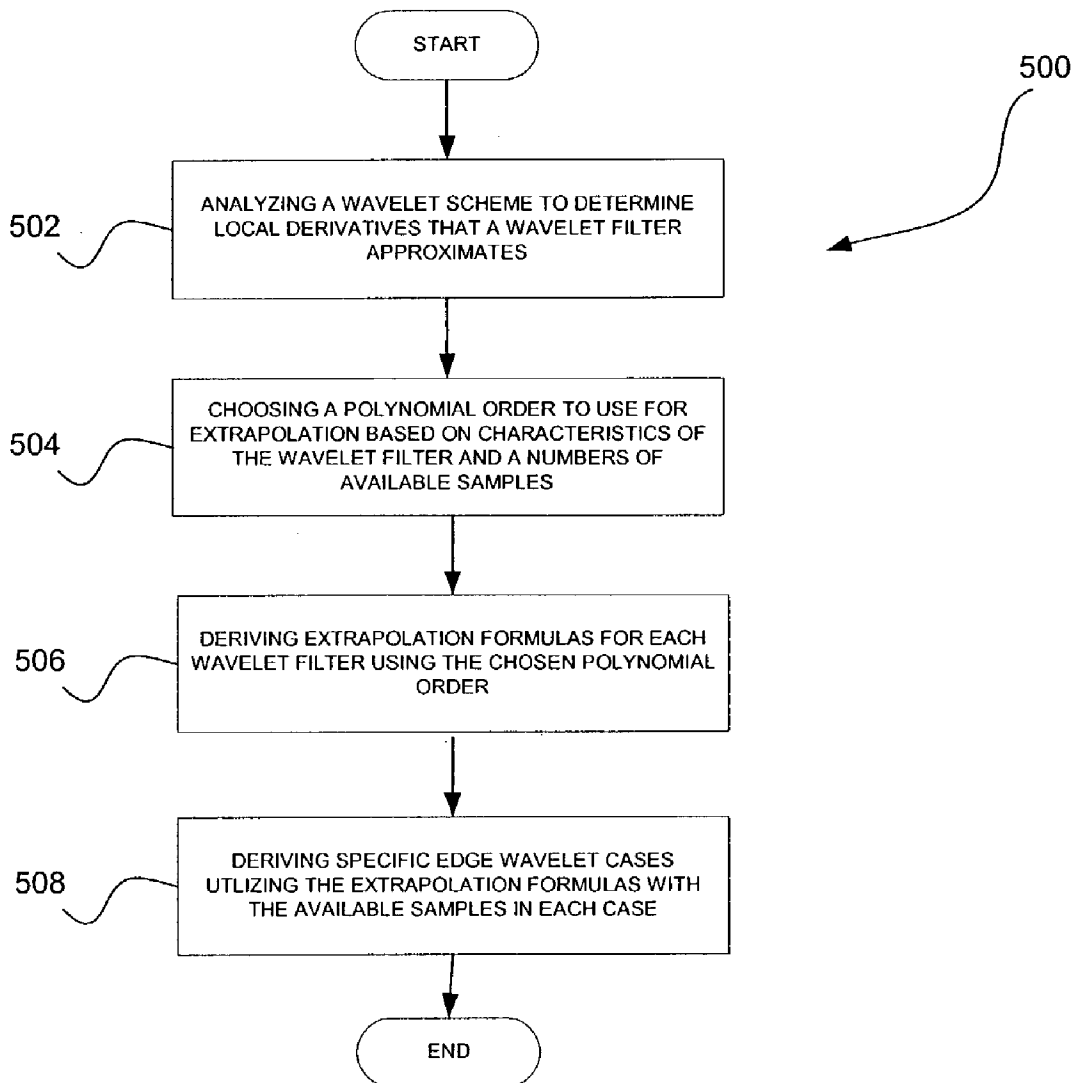 START
500
502
ANALYZING A WAVELET SCHEME TO DETERMINE
LOCAL DERIVATIVES THAT A WAVELET FILTER
APPROXIMATES
504
CHOOSING A POLYNOMIAL ORDER TO USE FOR
EXTRAPOLATION BASED ON CHARACTERISTICS OF
THE WAVELET FILTER AND A NUMBERS OF
AVAILABLE SAMPLES
506
DERIVING EXTRAPOLATION FORMULAS FOR EACH
WAVELET FILTER USING THE CHOSEN POLYNOMIAL
ORDER
508
DERIVING SPECIFIC EDGE WAVELET CASES
UTLIZING THE EXTRAPOLATION FORMULAS WITH
THE AVAILABLE SAMPLES IN EACH CASE
END